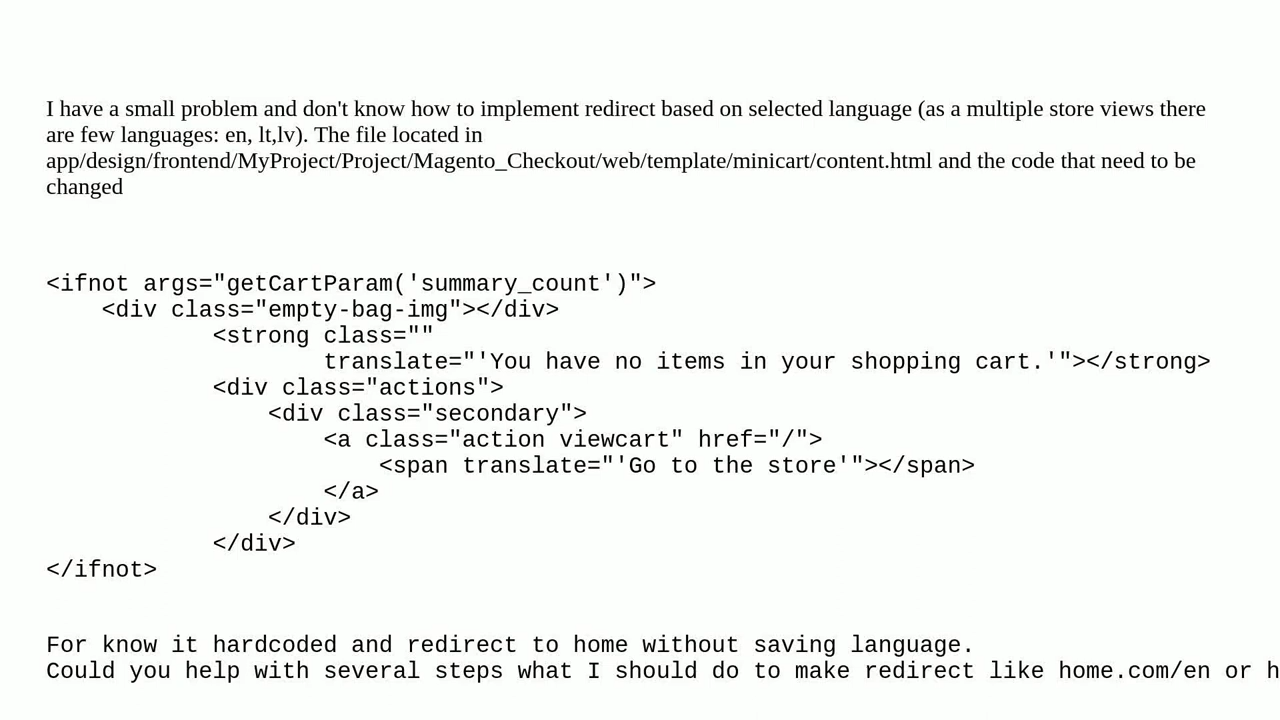 I have a small problem and don't know how to implement redirect based on selected language (as a multiple store views there
are few languages: en, lt,lv). The file located in
app/design/frontend/MyProject/Project/Magento_Checkout/web/template/minicart/content.html and the code that need to be
changed
<ifnot args="getCartParam('summary_count')">
    <div class="empty-bag-img"></div>
            <strong class=""
                    translate="'You have no items in your shopping cart.'"></strong>
            <div class="actions">
                <div class="secondary">
                    <a class="action viewcart" href="/">
                        <span translate="'Go to the store'"></span>
                    </a>
                </div>
            </div>
</ifnot>
For know it hardcoded and redirect to home without saving language.
Could you help with several steps what I should do to make redirect like home.com/en or